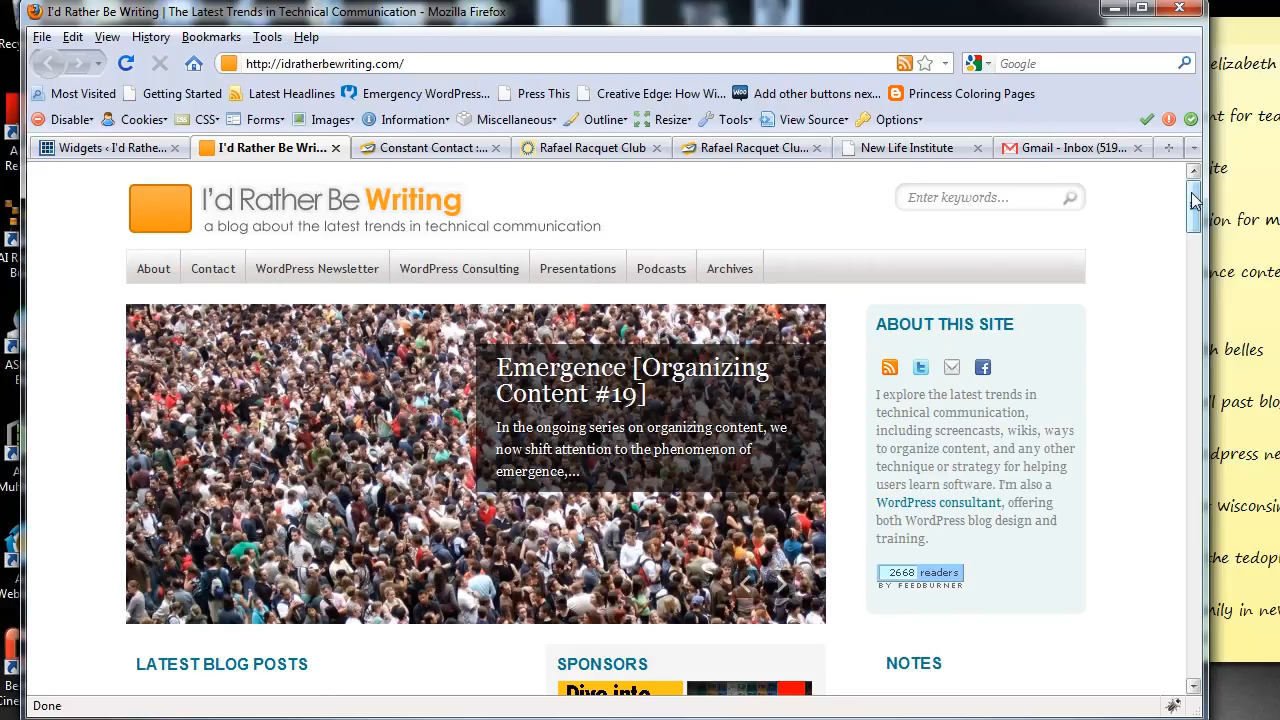 I'd Rather Be Writing | The Latest Trends in Technical Communication - Mozilla Firefox
File Edit View History Bookmarks Tools Help
http://idratherbewriting.com/ Google
Most Visited Getting Started Latest Headlines Emergency WordPress... Press This Creative Edge: How Wi... Add other buttons nex... Princess Coloring Pages
Disable Cookies CSS Forms Images Information Miscellaneous Outline Resize Tools View Source Options
Widgets ‹ I'd Rathe... I'd Rather Be Wri... Constant Contact :... Rafael Racquet Club Rafael Racquet Clu... New Life Institute Gmail - Inbox (519...
I'd Rather Be Writing
a blog about the latest trends in technical communication
Enter keywords...
About Contact WordPress Newsletter WordPress Consulting Presentations Podcasts Archives
Emergence [Organizing
Content #19]
In the ongoing series on organizing content, we
now shift attention to the phenomenon of
emergence,...
ABOUT THIS SITE
I explore the latest trends in
technical communication,
including screencasts, wikis, ways
to organize content, and any other
technique or strategy for helping
users learn software. I'm also a
WordPress consultant, offering
both WordPress blog design and
training.
2668 readers
BY FEEDBURNER
LATEST BLOG POSTS
SPONSORS
Dive into
NOTES
Done
elizabeth
for
site
for
belles
past
Wisconsin
the
in